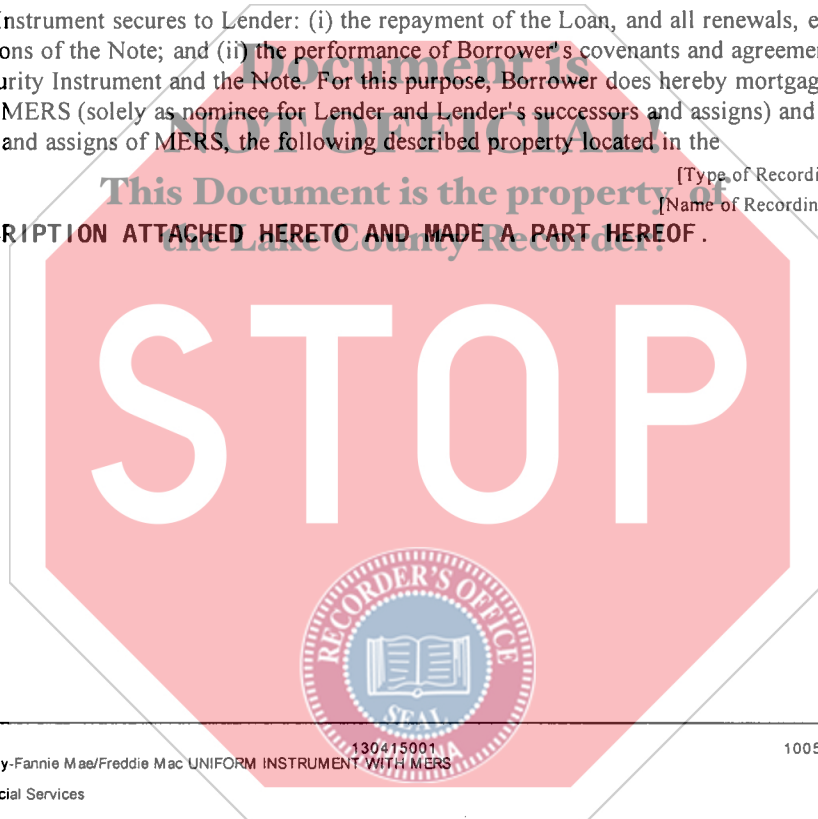 Instrument secures to Lender: (i) the repayment of the Loan, and all renewals, e
ons of the Note; and (ii) the performance of Borrower's covenants and agreeme
urity Instrument and the Note. For this purpose, Borrower does hereby mortgag
MERS (solely as nominee for Lender and Lender's successors and assigns) and
and assigns of MERS, the following described property located in the
[Type of Recordi
[Name of Recordin
RIPTION ATTACHED HERETO AND MADE A PART HEREOF.
Document is
NOT OFFICIAL!
This Document is the property of
the Lake County Recorder!
STOP
RECORDER'S OFFICE
SEAL
INDIANA
130415001
1005
y-Fannie Mae/Freddie Mac UNIFORM INSTRUMENT WITH MERS
cial Services